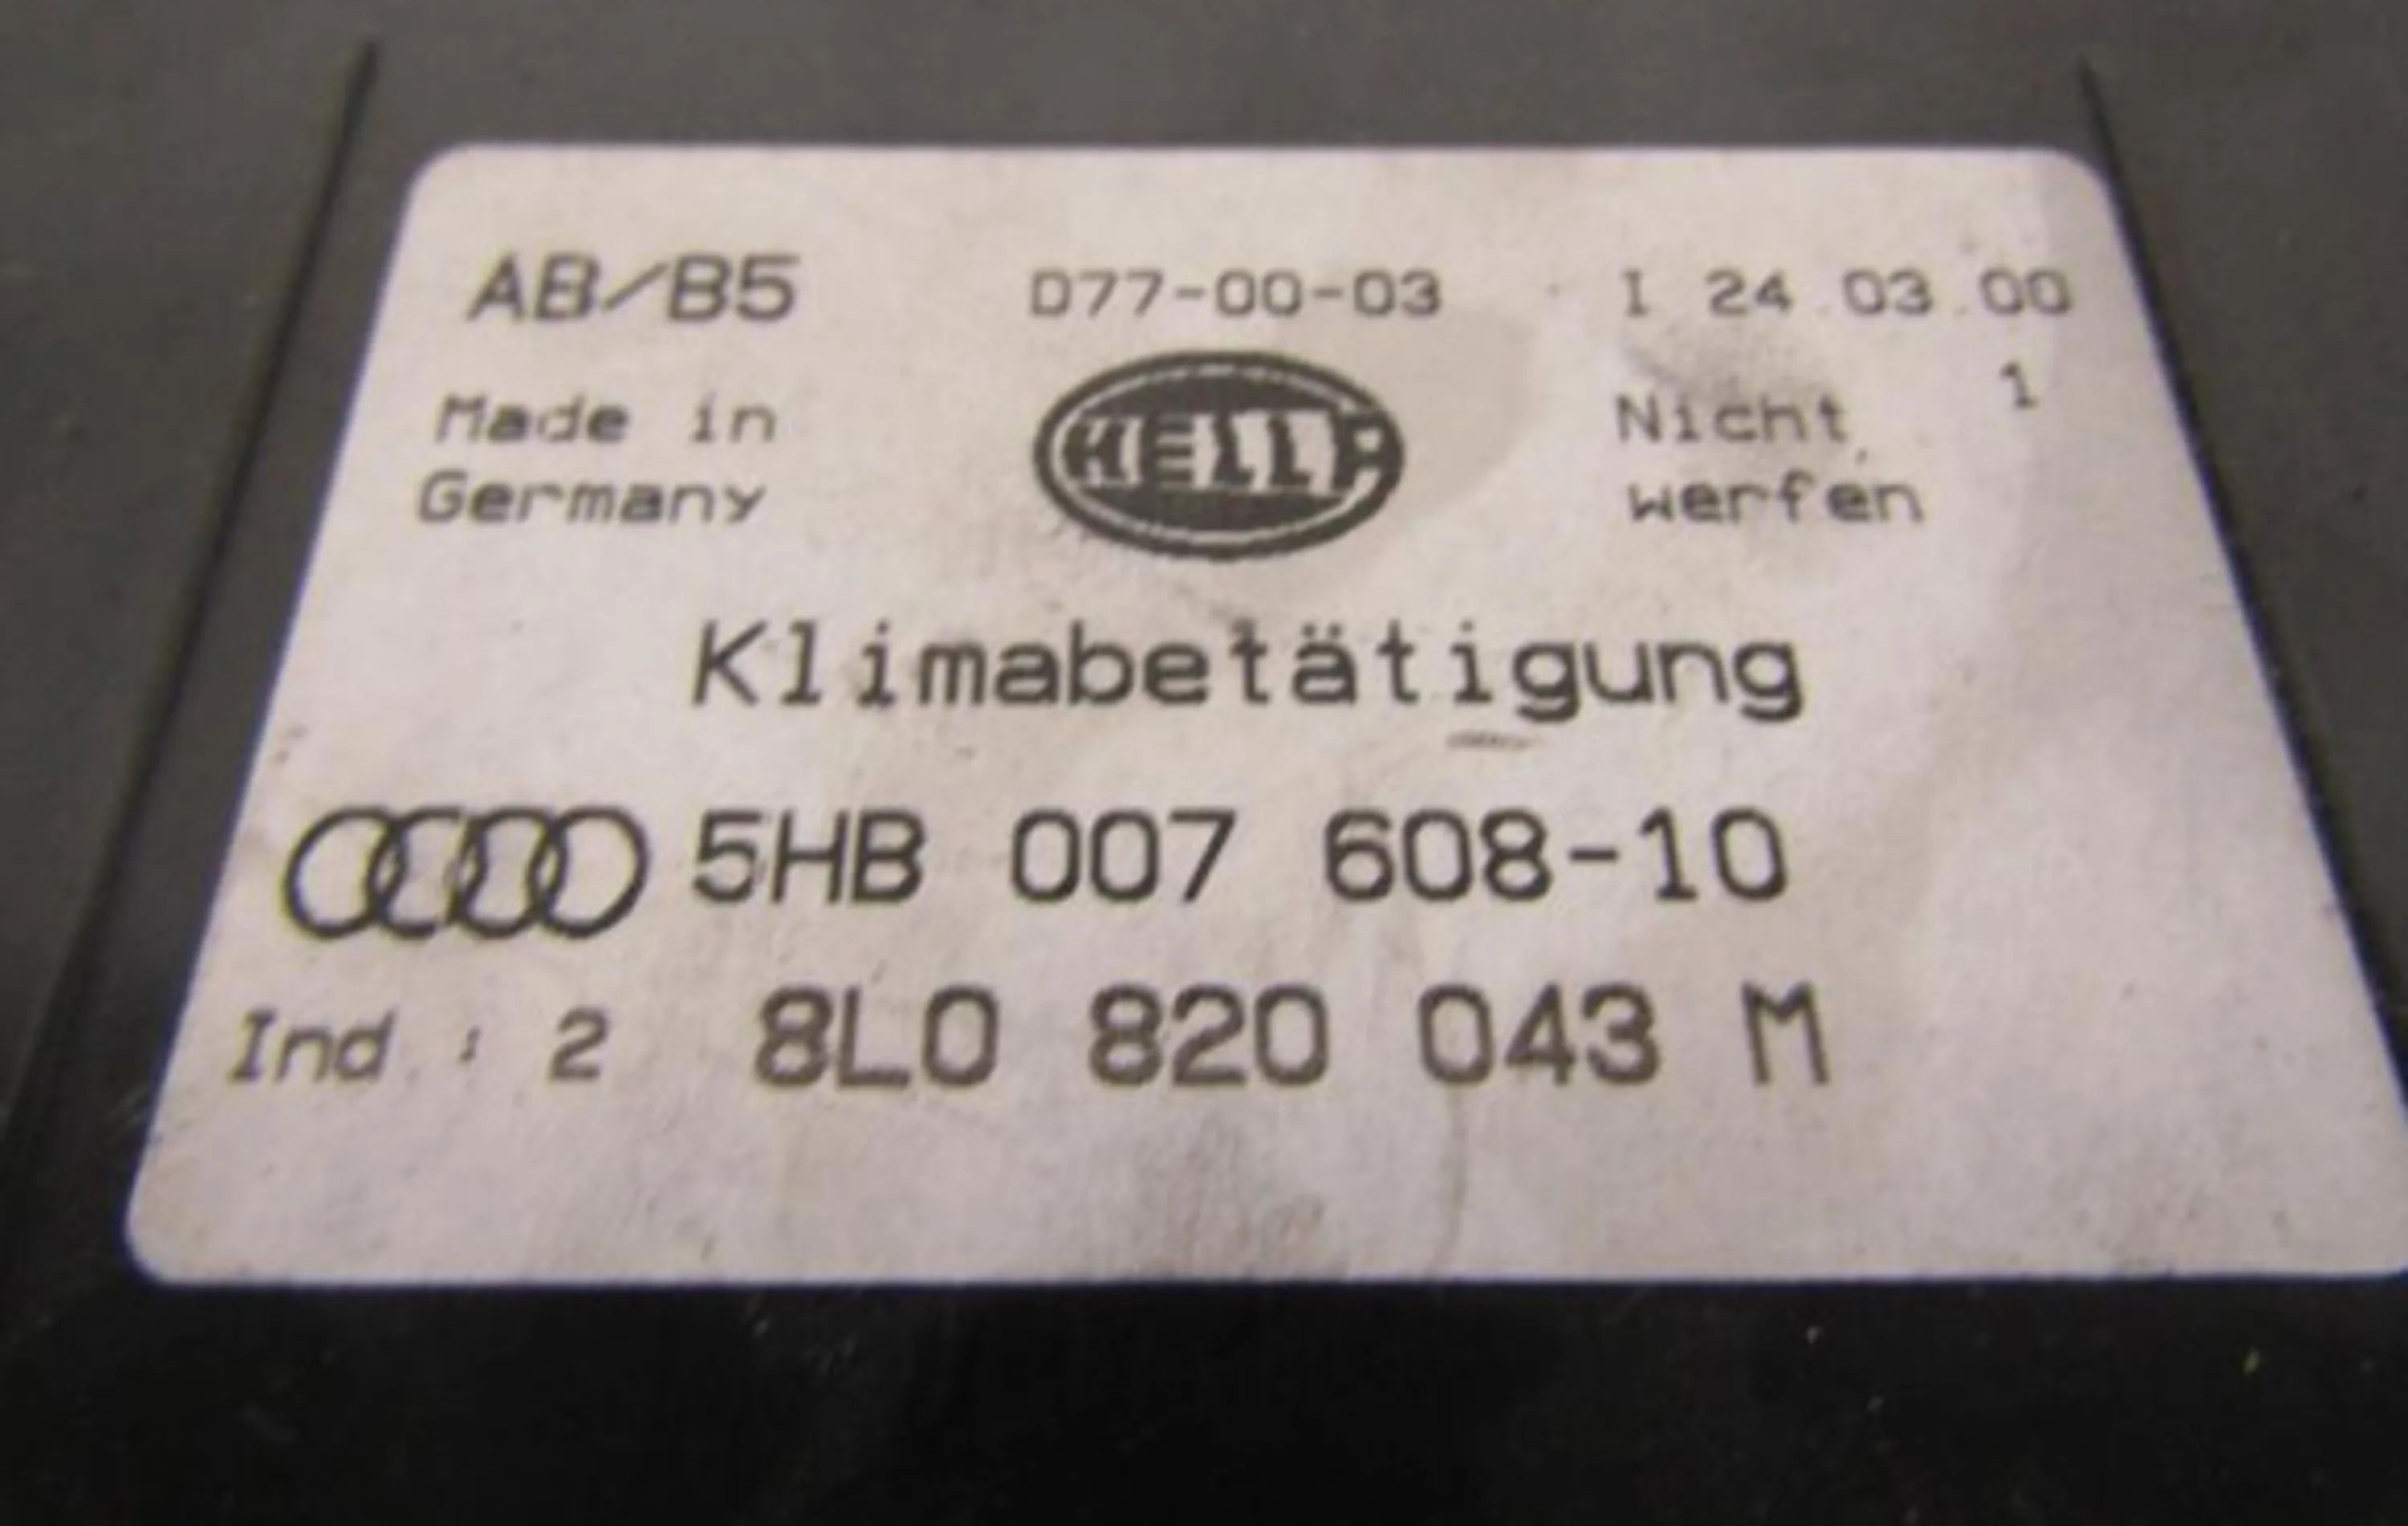 AB/B5 D77-00-03 I 24.03.00
1
Made in HELLA Nicht
Germany werfen
Klimabetätigung
5HB 007 608-10
Ind : 2 8L0 820 043 M